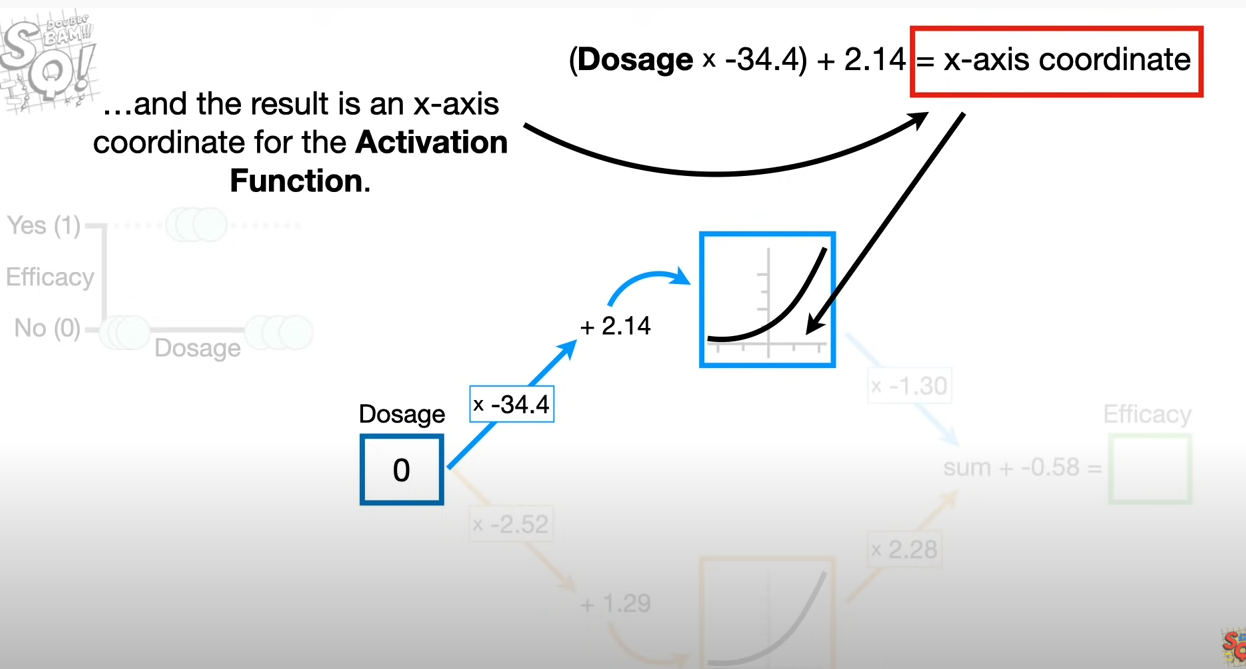 DOUBLE
BAM!!!
SQ!
(Dosage × -34.4) + 2.14 = x-axis coordinate
…and the result is an x-axis
coordinate for the Activation
Function.
Yes (1)
Efficacy
No (0)
Dosage
+ 2.14
x -34.4
x -1.30
Dosage
Efficacy
0
sum + -0.58 =
x -2.52
x 2.28
+ 1.29